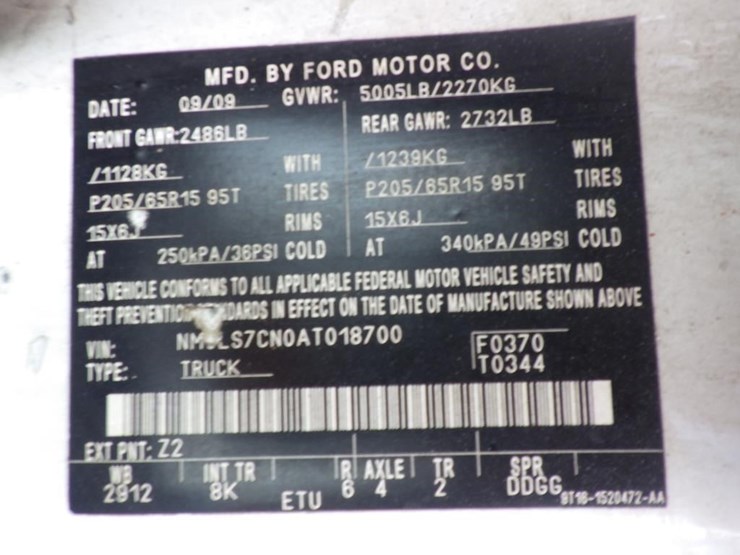 MFD. BY FORD MOTOR CO.
DATE: 09/09 GVWR: 5005LB/2270KG
FRONT GAWR: 2486LB REAR GAWR: 2732LB
/1128KG WITH /1239KG WITH
P205/65R15 95T TIRES P205/65R15 95T TIRES
15X6J RIMS 15X6J RIMS
AT 250kPA/36PSI COLD AT 340kPA/49PSI COLD
THIS VEHICLE CONFORMS TO ALL APPLICABLE FEDERAL MOTOR VEHICLE SAFETY AND
THEFT PREVENTION STANDARDS IN EFFECT ON THE DATE OF MANUFACTURE SHOWN ABOVE
VIN: F0370
TYPE: TRUCK T0344
EXT PNT: Z2
WB INT TR R AXLE TR SPR
2912 8K 6 4 2 DDGG
ETU
9T16-1520472-AA